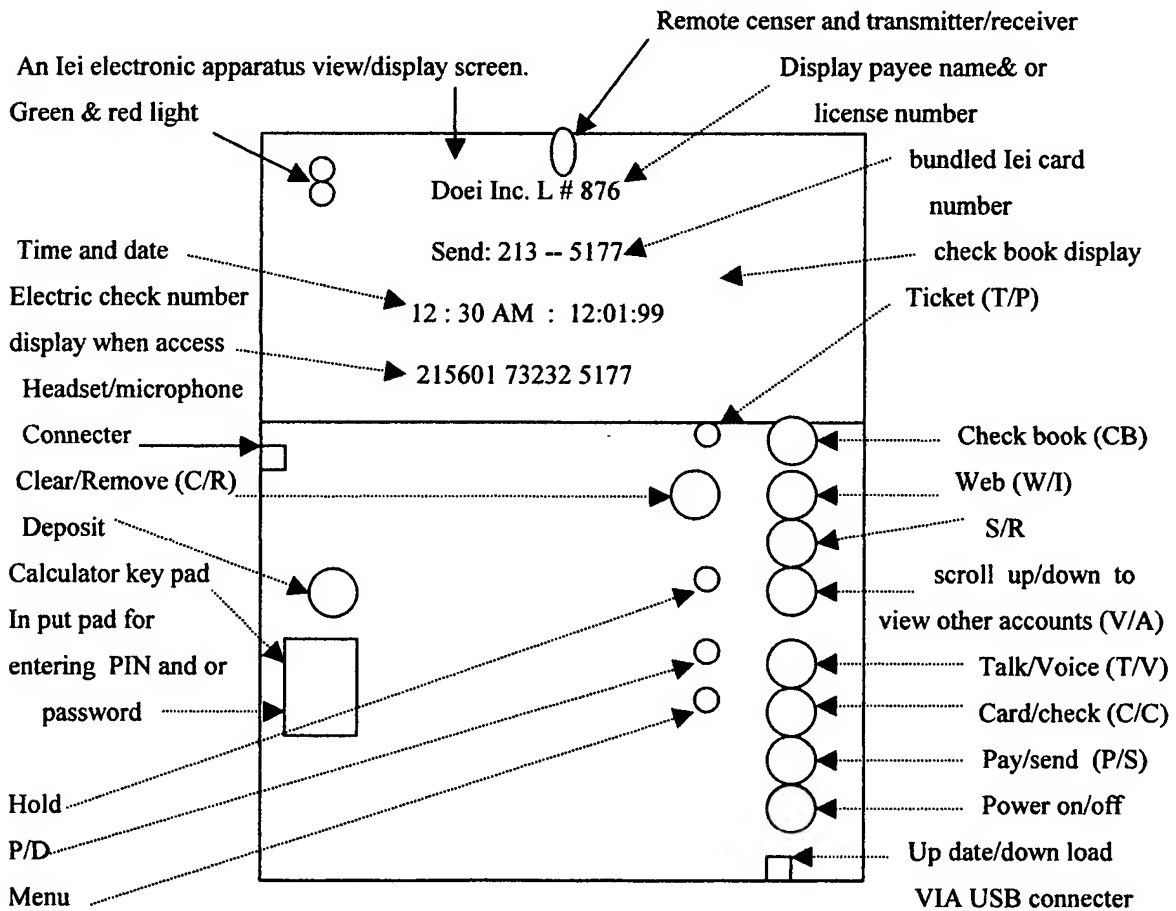 Remote censer and transmitter/receiver
An Iei electronic apparatus view/display screen.
Display payee name& or
license number
Green & red light
bundled Iei card
number
Doei Inc. L # 876
Send: 213 -- 5177
Time and date
check book display
Electric check number
display when access
Ticket (T/P)
12 : 30 AM : 12:01:99
215601 73232 5177
Headset/microphone
Connecter
Check book (CB)
Clear/Remove (C/R)
Web (W/I)
Deposit
S/R
Calculator key pad
scroll up/down to
view other accounts (V/A)
In put pad for
entering PIN and or
password
Talk/Voice (T/V)
Card/check (C/C)
Pay/send (P/S)
Hold
Power on/off
P/D
Up date/down load
VIA USB connecter
Menu